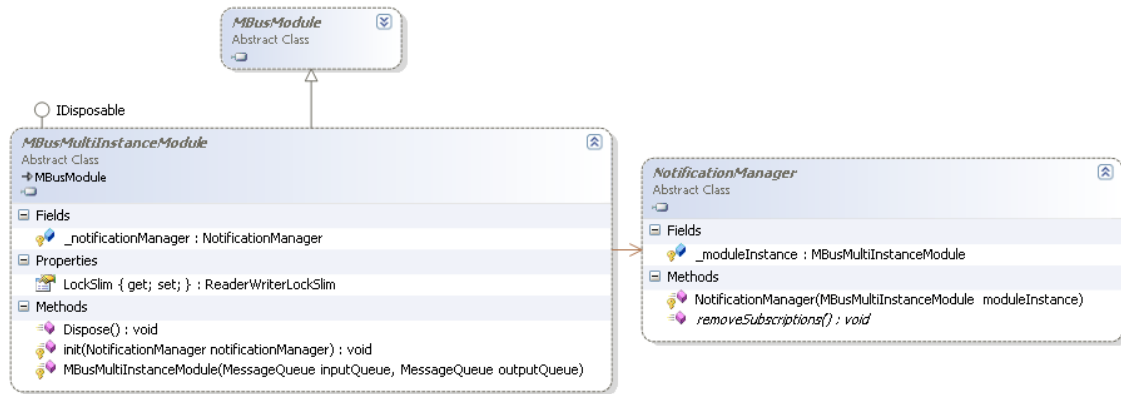 MBusModule
Abstract Class
IDisposable
MBusMultiInstanceModule
Abstract Class
MBusModule
Fields
_notificationManager : NotificationManager
Properties
LockSlim { get; set; } : ReaderWriterLockSlim
Methods
Dispose() : void
init(NotificationManager notificationManager) : void
MBusMultiInstanceModule(MessageQueue inputQueue, MessageQueue outputQueue)
NotificationManager
Abstract Class
Fields
_moduleInstance : MBusMultiInstanceModule
Methods
NotificationManager(MBusMultiInstanceModule moduleInstance)
removeSubscriptions() : void